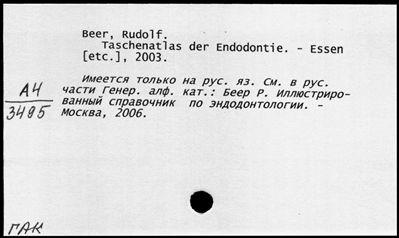 Beer, Rudolf.
Taschenatlas der Endodontie. - Essen
[etc.], 2003.
Имеется только на рус. яз. См. в рус.
части Генер. алф. кат.: Беер Р. Иллюстриро-
ванный справочник по эндодонтологии. -
Москва, 2006.
А4
3495
ГАК